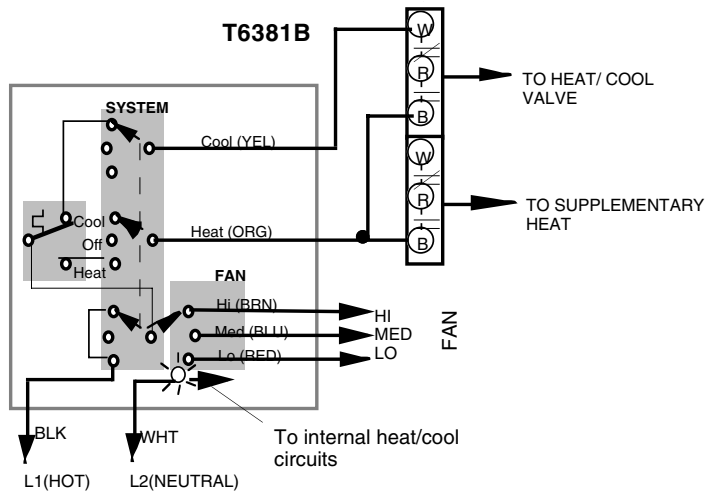 T6381B
W
R
B
TO HEAT/ COOL
VALVE
SYSTEM
Cool (YEL)
W
R
B
TO SUPPLEMENTARY
HEAT
Cool
Off
Heat
Heat (ORG)
FAN
Hi (BRN)
Med (BLU)
Lo (RED)
HI
MED
LO
FAN
BLK
WHT
To internal heat/cool
circuits
L1(HOT)
L2(NEUTRAL)